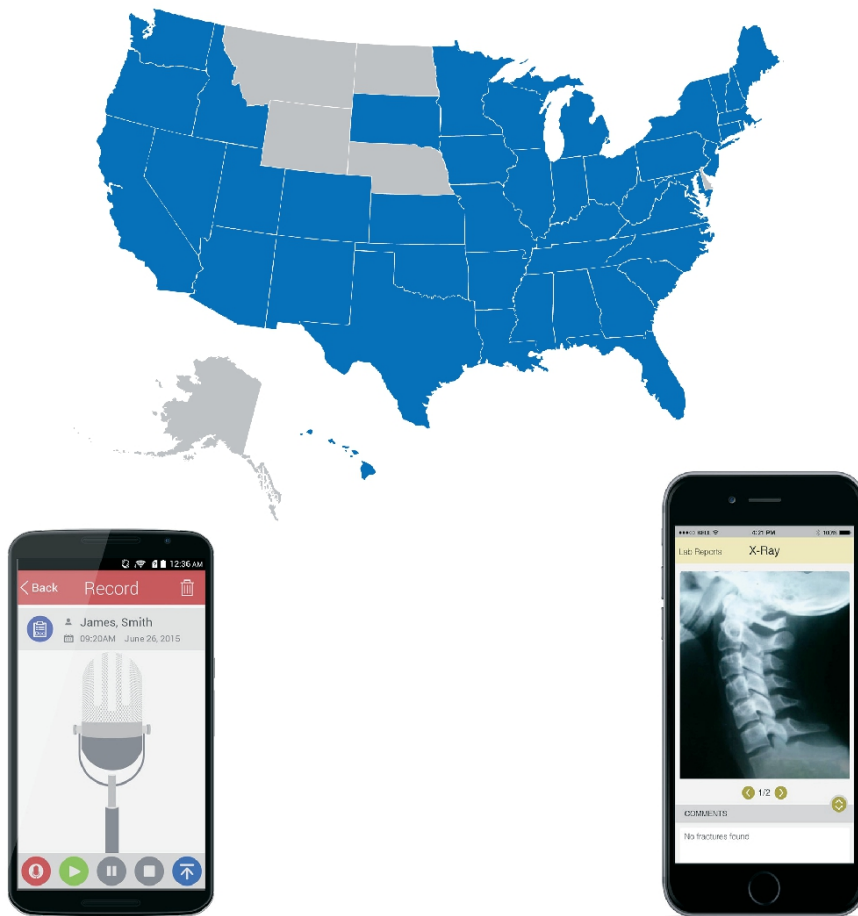 12:36 AM
Back
Record
James, Smith
09:20AM June 26, 2015
4:21 PM
100%
Lab Reports
X-Ray
1/2
COMMENTS
No fractures found